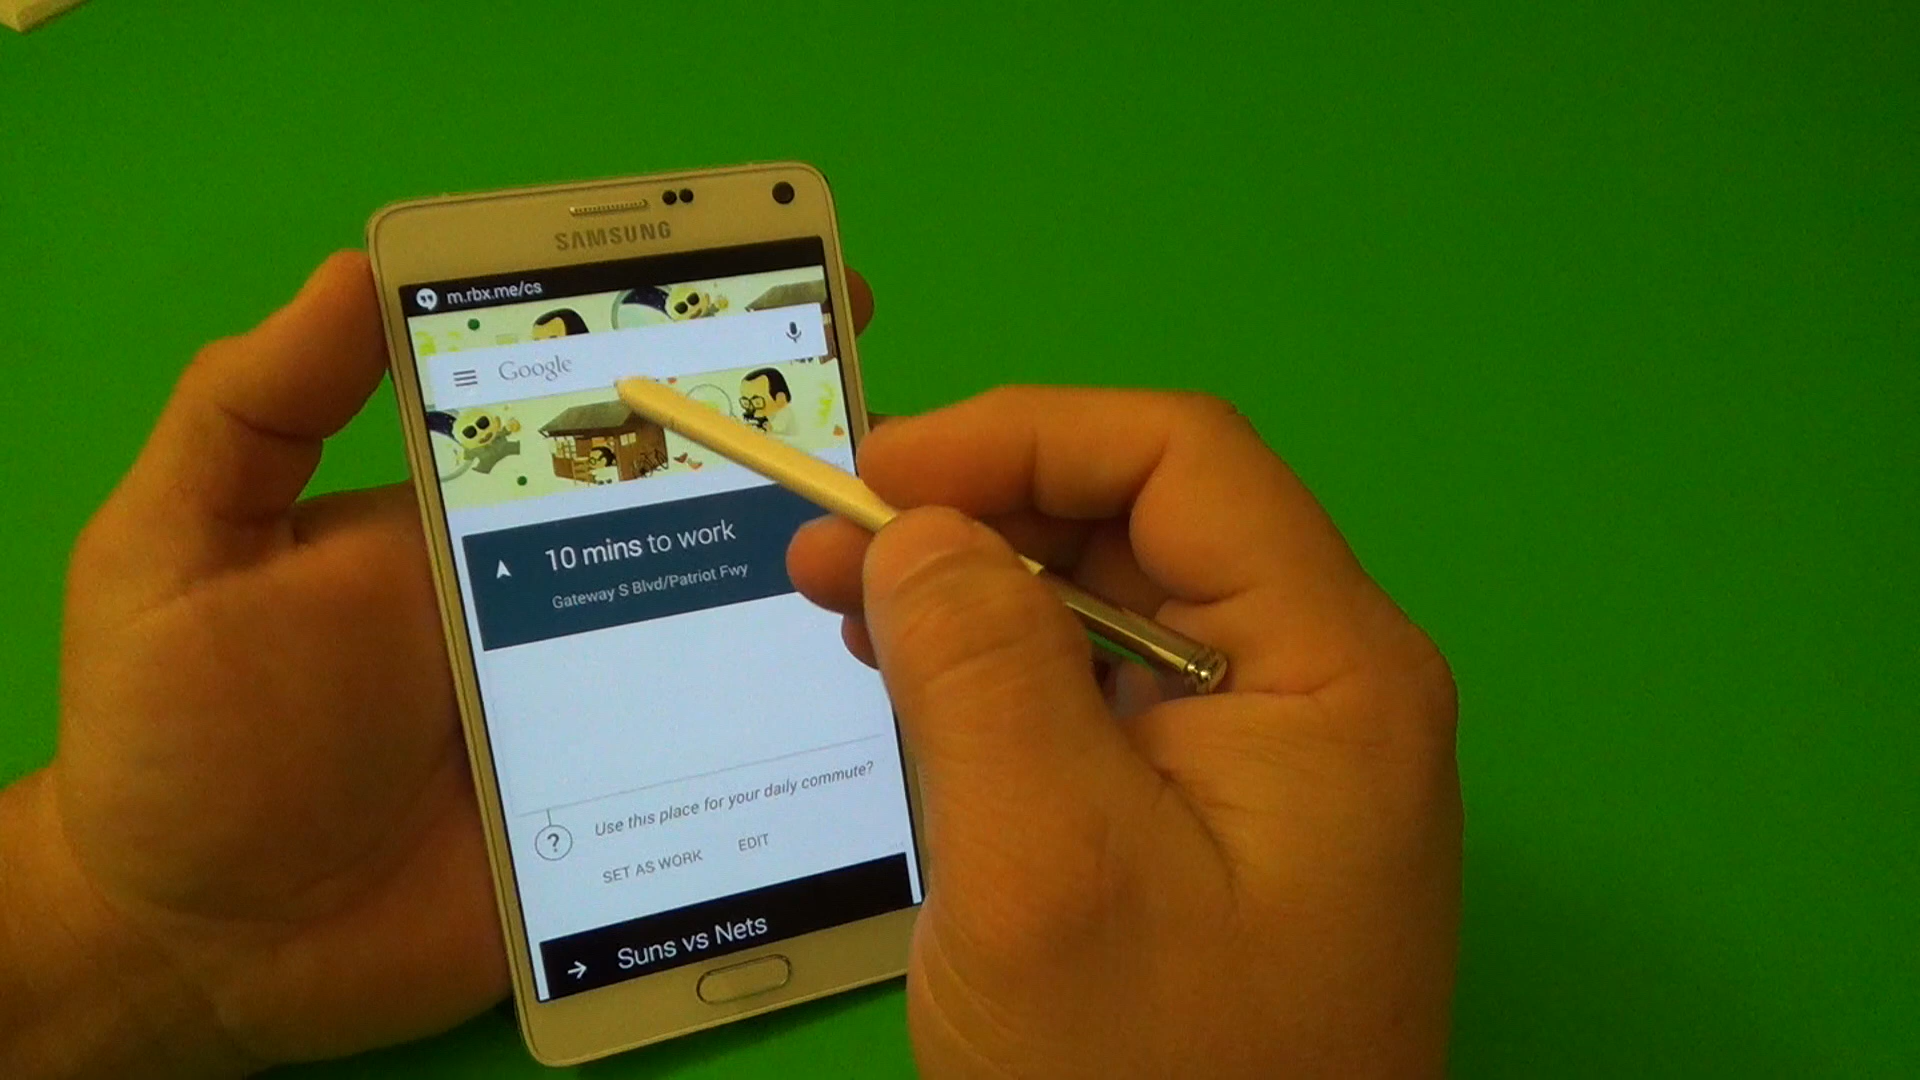 SAMSUNG
m.rbx.me/cs
Google
10 mins to work
Gateway S Blvd/Patriot Fwy
Use this place for your daily commute?
?
SET AS WORK EDIT
Suns vs Nets